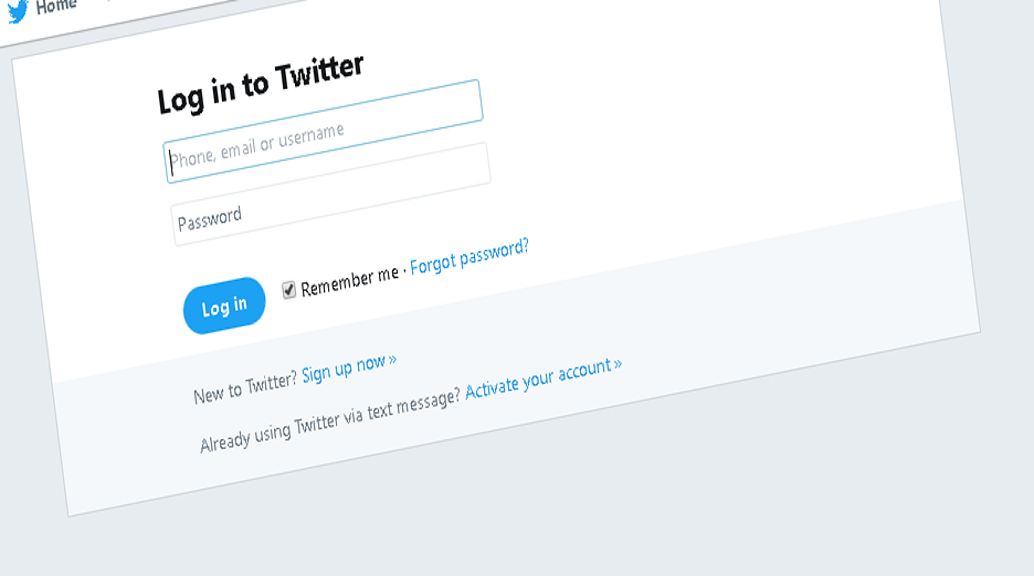 Home
Log in to Twitter
Phone, email or username
Password
Log in
Remember me · Forgot password?
New to Twitter? Sign up now »
Already using Twitter via text message? Activate your account »